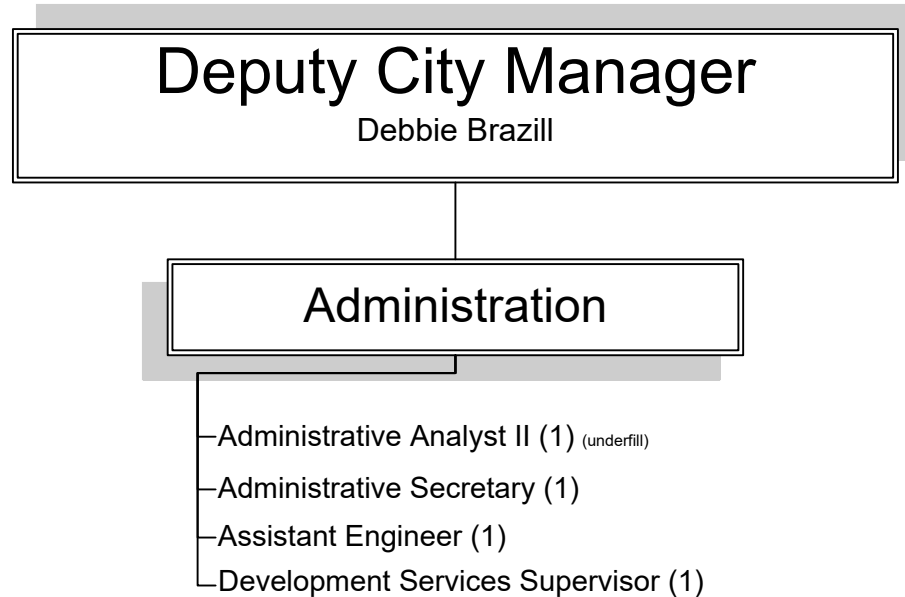 Deputy City Manager
Debbie Brazill
Administration
Administrative Analyst II (1) (underfill)
Administrative Secretary (1)
Assistant Engineer (1)
Development Services Supervisor (1)